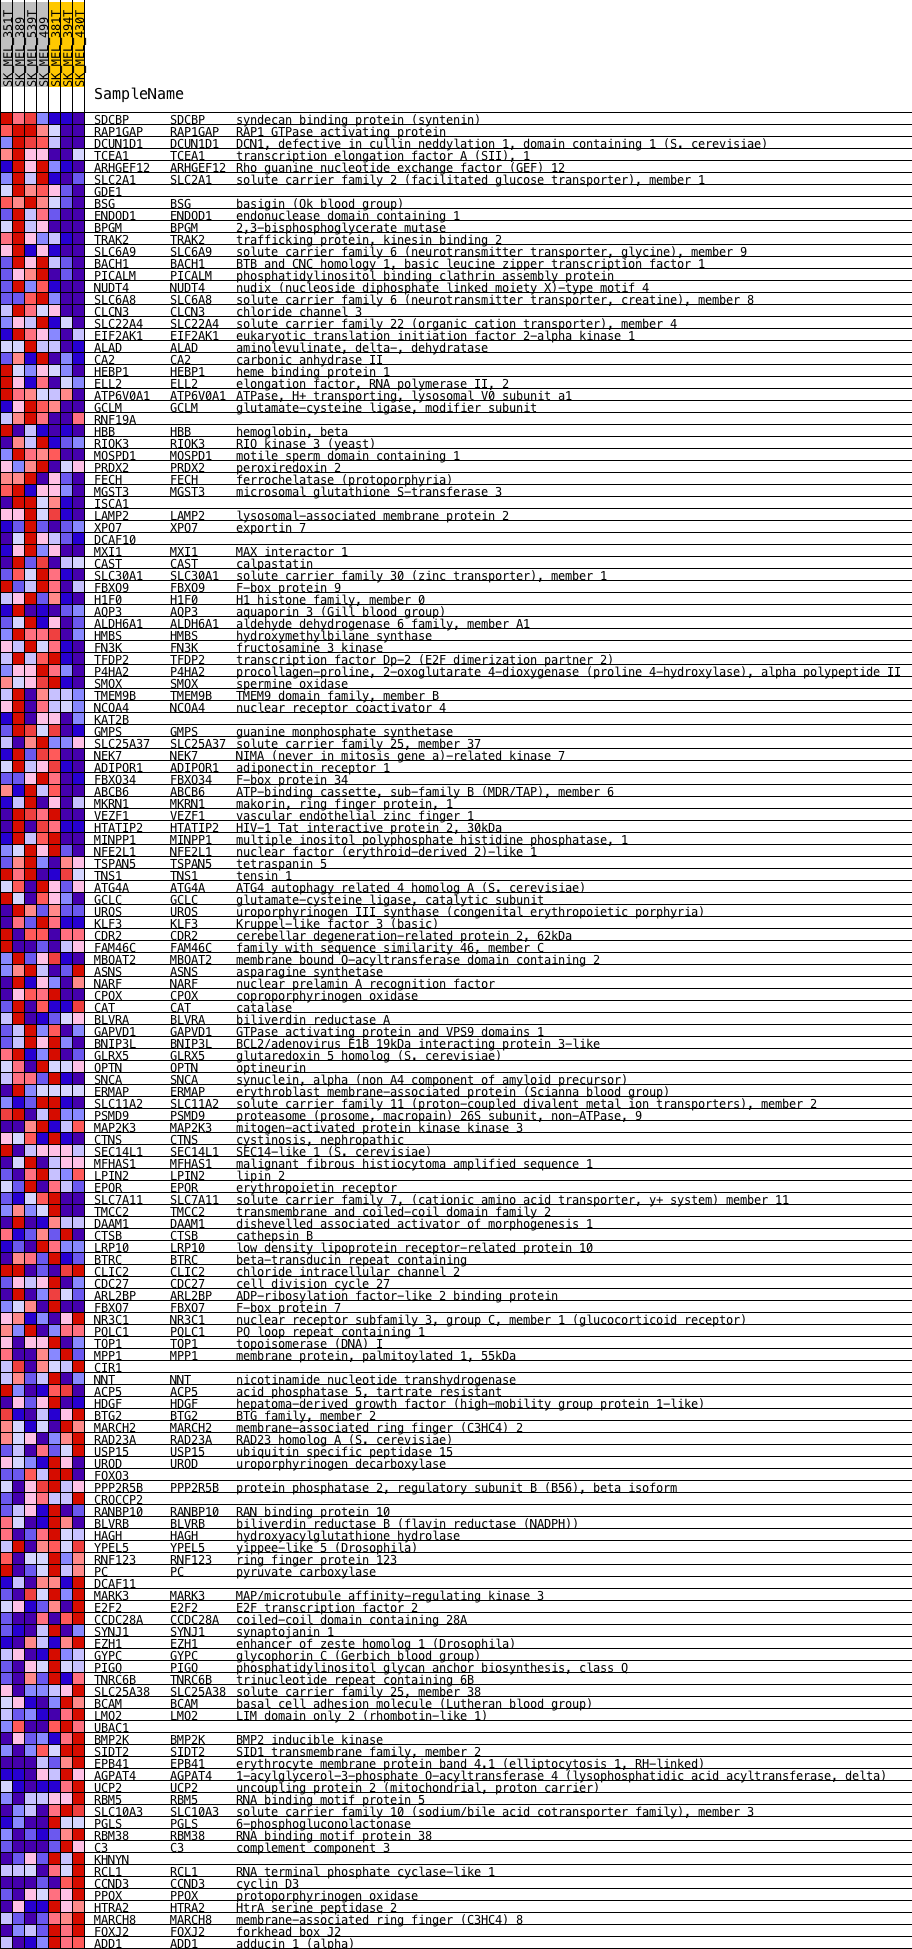 SK_MEL_351T
SK_MEL_389
SK_MEL_539T
SK_MEL_499
SK_MEL_381T
SK_MEL_394T
SK_MEL_430T
SampleName
SDCBP SDCBP syndecan binding protein (syntenin)
RAP1GAP RAP1GAP RAP1 GTPase activating protein
DCUN1D1 DCUN1D1 DCN1, defective in cullin neddylation 1, domain containing 1 (S. cerevisiae)
TCEA1 TCEA1 transcription elongation factor A (SII), 1
ARHGEF12 ARHGEF12 Rho guanine nucleotide exchange factor (GEF) 12
SLC2A1 SLC2A1 solute carrier family 2 (facilitated glucose transporter), member 1
GDE1
BSG BSG basigin (Ok blood group)
ENDOD1 ENDOD1 endonuclease domain containing 1
BPGM BPGM 2,3-bisphosphoglycerate mutase
TRAK2 TRAK2 trafficking protein, kinesin binding 2
SLC6A9 SLC6A9 solute carrier family 6 (neurotransmitter transporter, glycine), member 9
BACH1 BACH1 BTB and CNC homology 1, basic leucine zipper transcription factor 1
PICALM PICALM phosphatidylinositol binding clathrin assembly protein
NUDT4 NUDT4 nudix (nucleoside diphosphate linked moiety X)-type motif 4
SLC6A8 SLC6A8 solute carrier family 6 (neurotransmitter transporter, creatine), member 8
CLCN3 CLCN3 chloride channel 3
SLC22A4 SLC22A4 solute carrier family 22 (organic cation transporter), member 4
EIF2AK1 EIF2AK1 eukaryotic translation initiation factor 2-alpha kinase 1
ALAD ALAD aminolevulinate, delta-, dehydratase
CA2 CA2 carbonic anhydrase II
HEBP1 HEBP1 heme binding protein 1
ELL2 ELL2 elongation factor, RNA polymerase II, 2
ATP6V0A1 ATP6V0A1 ATPase, H+ transporting, lysosomal V0 subunit a1
GCLM GCLM glutamate-cysteine ligase, modifier subunit
RNF19A
HBB HBB hemoglobin, beta
RIOK3 RIOK3 RIO kinase 3 (yeast)
MOSPD1 MOSPD1 motile sperm domain containing 1
PRDX2 PRDX2 peroxiredoxin 2
FECH FECH ferrochelatase (protoporphyria)
MGST3 MGST3 microsomal glutathione S-transferase 3
ISCA1
LAMP2 LAMP2 lysosomal-associated membrane protein 2
XPO7 XPO7 exportin 7
DCAF10
MXI1 MXI1 MAX interactor 1
CAST CAST calpastatin
SLC30A1 SLC30A1 solute carrier family 30 (zinc transporter), member 1
FBXO9 FBXO9 F-box protein 9
H1F0 H1F0 H1 histone family, member 0
AQP3 AQP3 aquaporin 3 (Gill blood group)
ALDH6A1 ALDH6A1 aldehyde dehydrogenase 6 family, member A1
HMBS HMBS hydroxymethylbilane synthase
FN3K FN3K fructosamine 3 kinase
TFDP2 TFDP2 transcription factor Dp-2 (E2F dimerization partner 2)
P4HA2 P4HA2 procollagen-proline, 2-oxoglutarate 4-dioxygenase (proline 4-hydroxylase), alpha polypeptide II
SMOX SMOX spermine oxidase
TMEM9B TMEM9B TMEM9 domain family, member B
NCOA4 NCOA4 nuclear receptor coactivator 4
KAT2B
GMPS GMPS guanine monphosphate synthetase
SLC25A37 SLC25A37 solute carrier family 25, member 37
NEK7 NEK7 NIMA (never in mitosis gene a)-related kinase 7
ADIPOR1 ADIPOR1 adiponectin receptor 1
FBXO34 FBXO34 F-box protein 34
ABCB6 ABCB6 ATP-binding cassette, sub-family B (MDR/TAP), member 6
MKRN1 MKRN1 makorin, ring finger protein, 1
VEZF1 VEZF1 vascular endothelial zinc finger 1
HTATIP2 HTATIP2 HIV-1 Tat interactive protein 2, 30kDa
MINPP1 MINPP1 multiple inositol polyphosphate histidine phosphatase, 1
NFE2L1 NFE2L1 nuclear factor (erythroid-derived 2)-like 1
TSPAN5 TSPAN5 tetraspanin 5
TNS1 TNS1 tensin 1
ATG4A ATG4A ATG4 autophagy related 4 homolog A (S. cerevisiae)
GCLC GCLC glutamate-cysteine ligase, catalytic subunit
UROS UROS uroporphyrinogen III synthase (congenital erythropoietic porphyria)
KLF3 KLF3 Kruppel-like factor 3 (basic)
CDR2 CDR2 cerebellar degeneration-related protein 2, 62kDa
FAM46C FAM46C family with sequence similarity 46, member C
MBOAT2 MBOAT2 membrane bound O-acyltransferase domain containing 2
ASNS ASNS asparagine synthetase
NARF NARF nuclear prelamin A recognition factor
CPOX CPOX coproporphyrinogen oxidase
CAT CAT catalase
BLVRA BLVRA biliverdin reductase A
GAPVD1 GAPVD1 GTPase activating protein and VPS9 domains 1
BNIP3L BNIP3L BCL2/adenovirus E1B 19kDa interacting protein 3-like
GLRX5 GLRX5 glutaredoxin 5 homolog (S. cerevisiae)
OPTN OPTN optineurin
SNCA SNCA synuclein, alpha (non A4 component of amyloid precursor)
ERMAP ERMAP erythroblast membrane-associated protein (Scianna blood group)
SLC11A2 SLC11A2 solute carrier family 11 (proton-coupled divalent metal ion transporters), member 2
PSMD9 PSMD9 proteasome (prosome, macropain) 26S subunit, non-ATPase, 9
MAP2K3 MAP2K3 mitogen-activated protein kinase kinase 3
CTNS CTNS cystinosis, nephropathic
SEC14L1 SEC14L1 SEC14-like 1 (S. cerevisiae)
MFHAS1 MFHAS1 malignant fibrous histiocytoma amplified sequence 1
LPIN2 LPIN2 lipin 2
EPOR EPOR erythropoietin receptor
SLC7A11 SLC7A11 solute carrier family 7, (cationic amino acid transporter, y+ system) member 11
TMCC2 TMCC2 transmembrane and coiled-coil domain family 2
DAAM1 DAAM1 dishevelled associated activator of morphogenesis 1
CTSB CTSB cathepsin B
LRP10 LRP10 low density lipoprotein receptor-related protein 10
BTRC BTRC beta-transducin repeat containing
CLIC2 CLIC2 chloride intracellular channel 2
CDC27 CDC27 cell division cycle 27
ARL2BP ARL2BP ADP-ribosylation factor-like 2 binding protein
FBXO7 FBXO7 F-box protein 7
NR3C1 NR3C1 nuclear receptor subfamily 3, group C, member 1 (glucocorticoid receptor)
PQLC1 PQLC1 PQ loop repeat containing 1
TOP1 TOP1 topoisomerase (DNA) I
MPP1 MPP1 membrane protein, palmitoylated 1, 55kDa
CIR1
NNT NNT nicotinamide nucleotide transhydrogenase
ACP5 ACP5 acid phosphatase 5, tartrate resistant
HDGF HDGF hepatoma-derived growth factor (high-mobility group protein 1-like)
BTG2 BTG2 BTG family, member 2
MARCH2 MARCH2 membrane-associated ring finger (C3HC4) 2
RAD23A RAD23A RAD23 homolog A (S. cerevisiae)
USP15 USP15 ubiquitin specific peptidase 15
UROD UROD uroporphyrinogen decarboxylase
FOXO3
PPP2R5B PPP2R5B protein phosphatase 2, regulatory subunit B (B56), beta isoform
CROCCP2
RANBP10 RANBP10 RAN binding protein 10
BLVRB BLVRB biliverdin reductase B (flavin reductase (NADPH))
HAGH HAGH hydroxyacylglutathione hydrolase
YPEL5 YPEL5 yippee-like 5 (Drosophila)
RNF123 RNF123 ring finger protein 123
PC PC pyruvate carboxylase
DCAF11
MARK3 MARK3 MAP/microtubule affinity-regulating kinase 3
E2F2 E2F2 E2F transcription factor 2
CCDC28A CCDC28A coiled-coil domain containing 28A
SYNJ1 SYNJ1 synaptojanin 1
EZH1 EZH1 enhancer of zeste homolog 1 (Drosophila)
GYPC GYPC glycophorin C (Gerbich blood group)
PIGQ PIGQ phosphatidylinositol glycan anchor biosynthesis, class Q
TNRC6B TNRC6B trinucleotide repeat containing 6B
SLC25A38 SLC25A38 solute carrier family 25, member 38
BCAM BCAM basal cell adhesion molecule (Lutheran blood group)
LMO2 LMO2 LIM domain only 2 (rhombotin-like 1)
UBAC1
BMP2K BMP2K BMP2 inducible kinase
SIDT2 SIDT2 SID1 transmembrane family, member 2
EPB41 EPB41 erythrocyte membrane protein band 4.1 (elliptocytosis 1, RH-linked)
AGPAT4 AGPAT4 1-acylglycerol-3-phosphate O-acyltransferase 4 (lysophosphatidic acid acyltransferase, delta)
UCP2 UCP2 uncoupling protein 2 (mitochondrial, proton carrier)
RBM5 RBM5 RNA binding motif protein 5
SLC10A3 SLC10A3 solute carrier family 10 (sodium/bile acid cotransporter family), member 3
PGLS PGLS 6-phosphogluconolactonase
RBM38 RBM38 RNA binding motif protein 38
C3 C3 complement component 3
KHNYN
RCL1 RCL1 RNA terminal phosphate cyclase-like 1
CCND3 CCND3 cyclin D3
PPOX PPOX protoporphyrinogen oxidase
HTRA2 HTRA2 HtrA serine peptidase 2
MARCH8 MARCH8 membrane-associated ring finger (C3HC4) 8
FOXJ2 FOXJ2 forkhead box J2
ADD1 ADD1 adducin 1 (alpha)